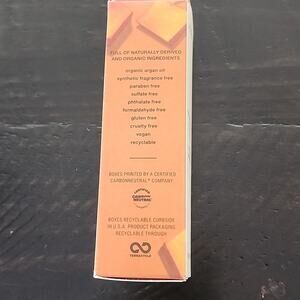 FULL OF NATURALLY DERIVED
AND ORGANIC INGREDIENTS
organic argan oil
synthetic fragrance free
paraben free
sulfate free
phthalate free
formaldehyde free
gluten free
cruelty free
vegan
recyclable
BOXES PRINTED BY A CERTIFIED
CARBONNEUTRAL® COMPANY
CARBON
NEUTRAL
BOXES RECYCLABLE CURBSIDE
IN U.S.A. PRODUCT PACKAGING
RECYCLABLE THROUGH
TERRACYCLE